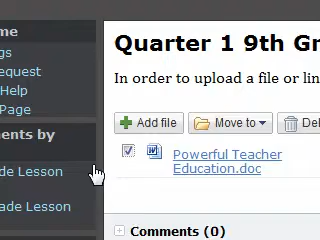 me
gs
equest
Help
Page
ments by
ade Lesson
ade Lesson
Quarter 1 9th Gr
In order to upload a file or lin
Add file
Move to
Del
Powerful Teacher
Education.doc
Comments (0)